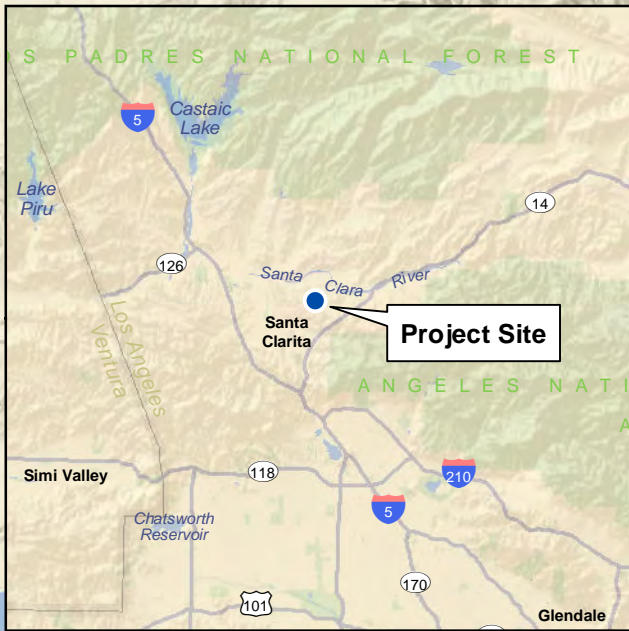 OS PADRES NATIONAL FOREST
5
Castaic
Lake
Lake
Piru
14
126
Santa Clara River
Santa
Clarita
Project Site
Los Angeles
Ventura
ANGELES NATI
A
Simi Valley
118
210
5
Chatsworth
Reservoir
170
101
Glendale